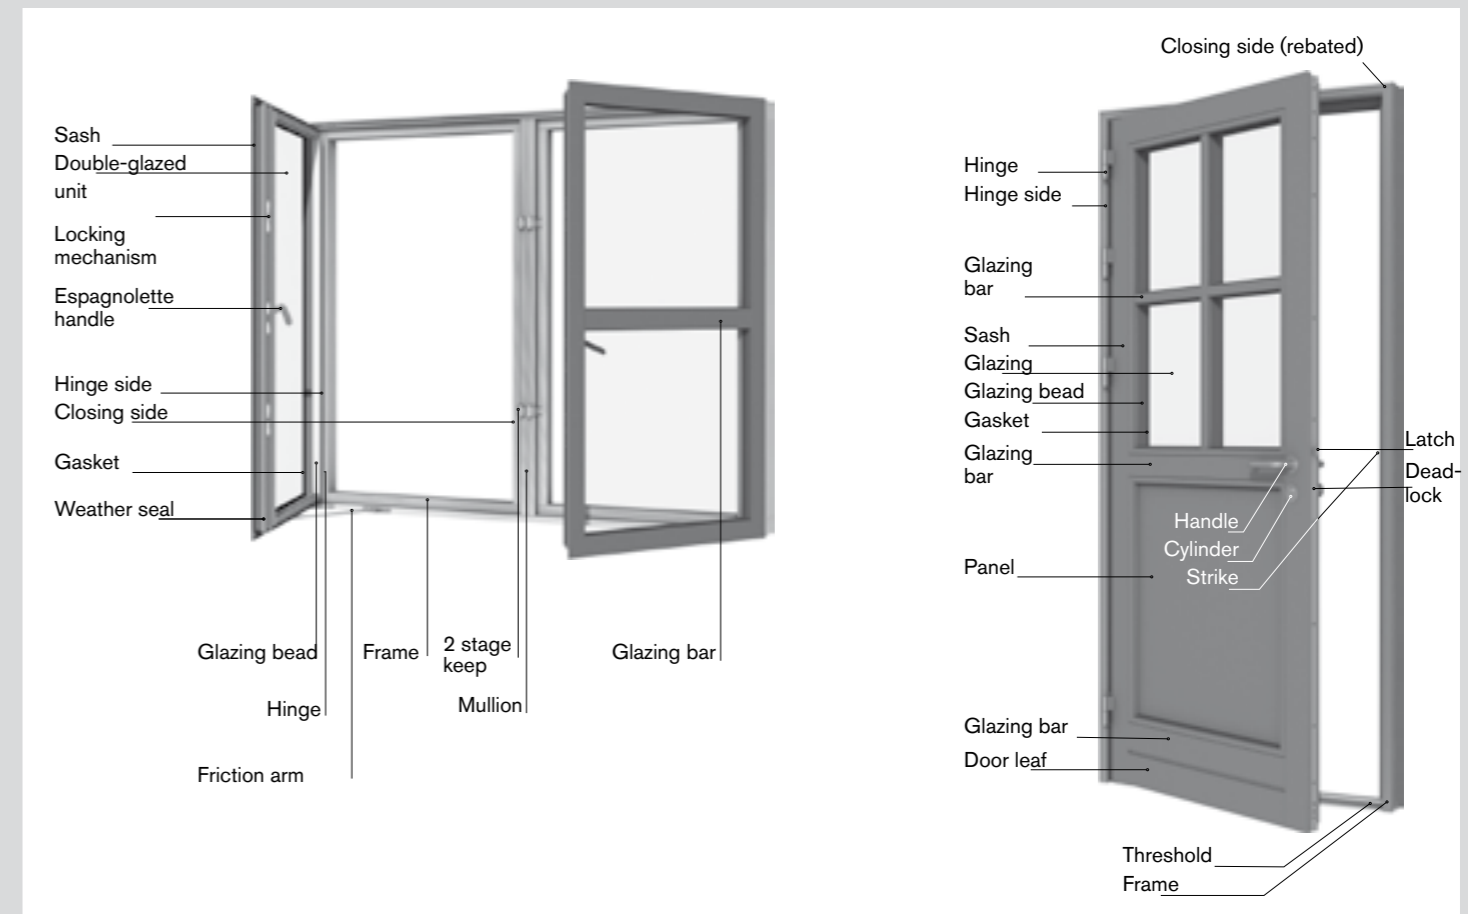 Sash
Double-glazed
unit
Locking
mechanism
Espagnolette
handle
Hinge side
Closing side
Gasket
Weather seal
Glazing bead
Frame
2 stage
keep
Glazing bar
Hinge
Mullion
Friction arm
Closing side (rebated)
Hinge
Hinge side
Glazing
bar
Sash
Glazing
Glazing bead
Gasket
Glazing
bar
Latch
Dead-
lock
Handle
Cylinder
Strike
Panel
Glazing bar
Door leaf
Threshold
Frame